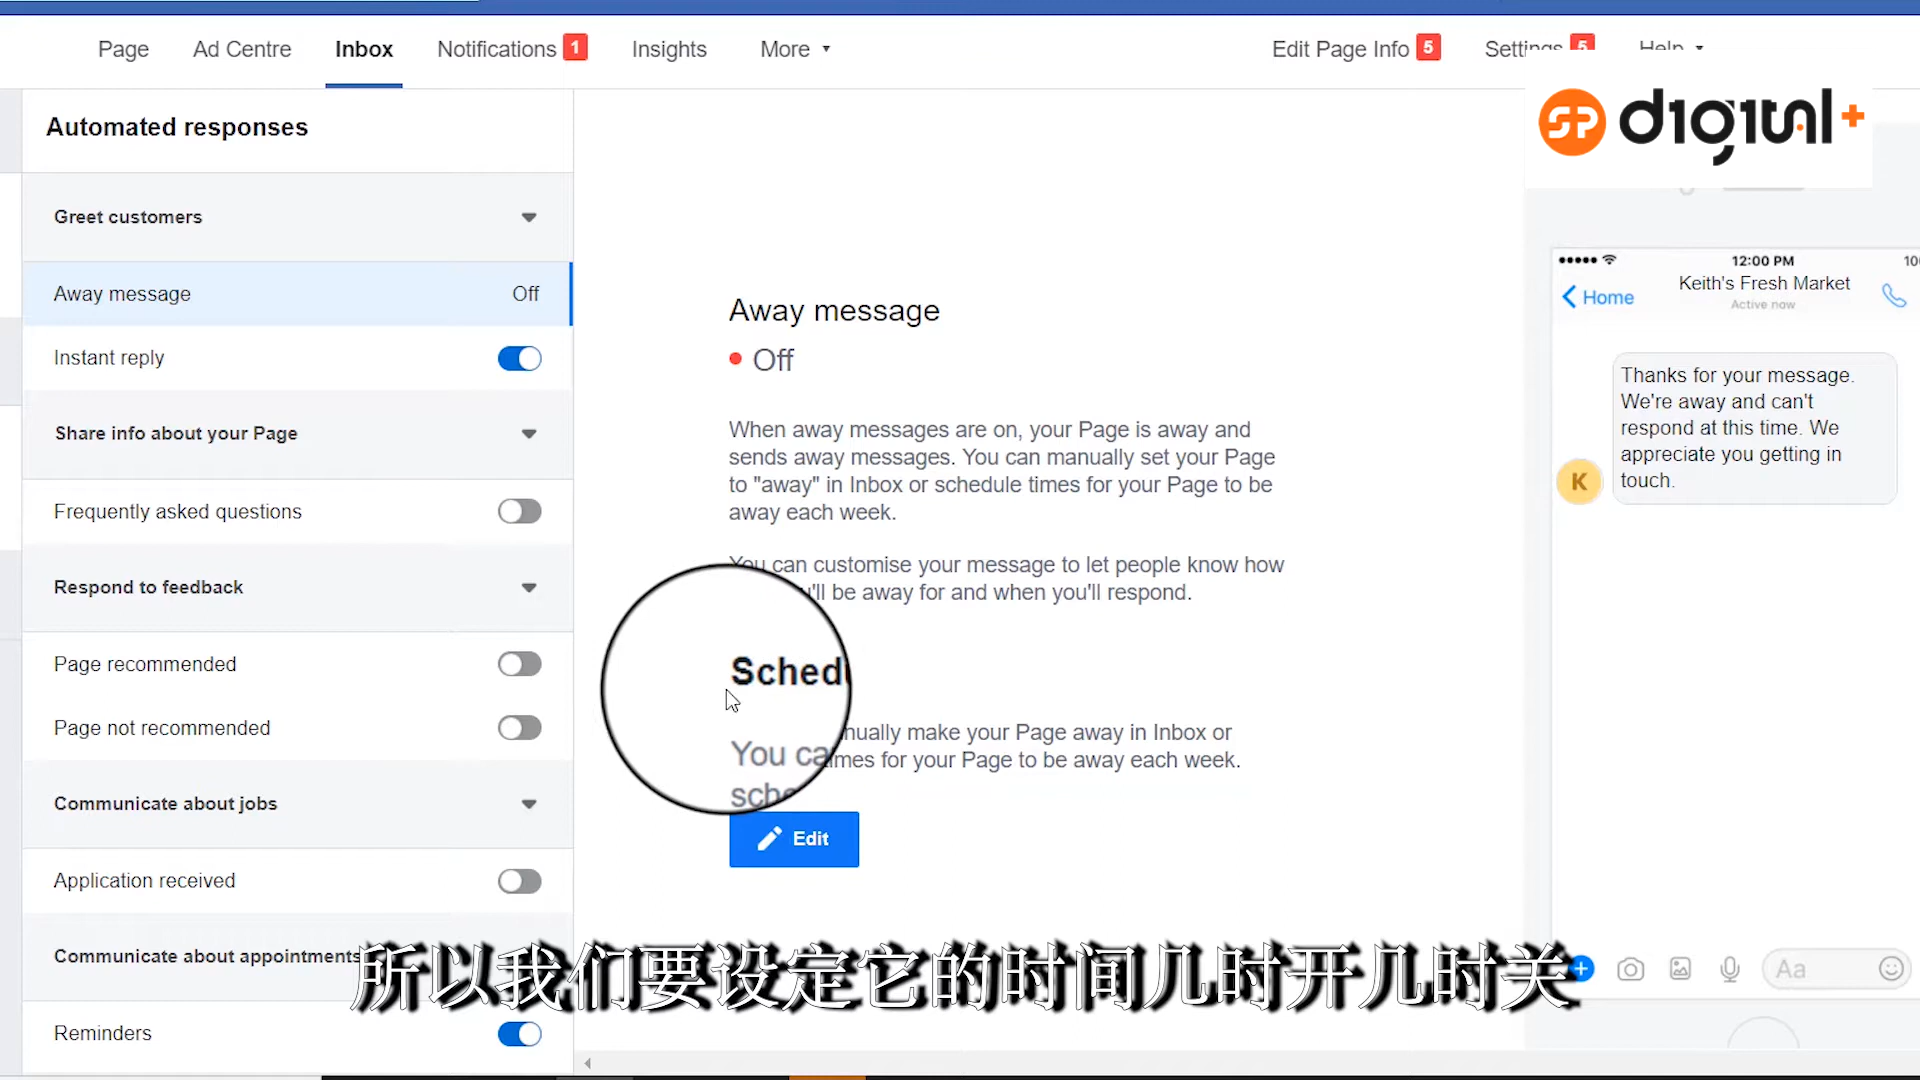 Page Ad Centre Inbox Notifications 1 Insights More Edit Page Info 5 Settings 5 Help
SP digital+
Automated responses
Greet customers
Away message Off
Instant reply
Share info about your Page
Frequently asked questions
Respond to feedback
Page recommended
Page not recommended
Communicate about jobs
Application received
Communicate about appointments
Reminders
Away message
Off
When away messages are on, your Page is away and
sends away messages. You can manually set your Page
to "away" in Inbox or schedule times for your Page to be
away each week.
You can customise your message to let people know how
'll be away for and when you'll respond.
Sched
nually make your Page away in Inbox or
You ca
mes for your Page to be away each week.
sche
Edit
12:00 PM 10
Home Keith's Fresh Market
Active now
Thanks for your message.
We're away and can't
respond at this time. We
appreciate you getting in
touch.
K
Aa
所以我们要设定它的时间几时开几时关